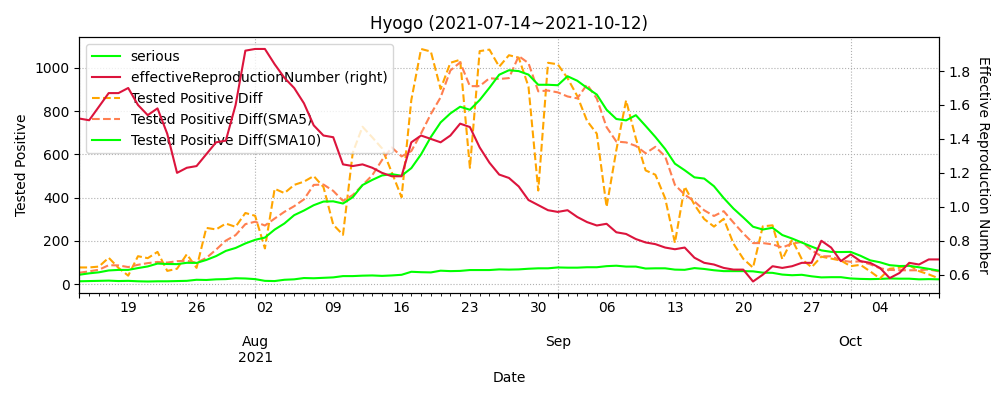 Hyogo (2021-07-14~2021-10-12)
serious
effectiveReproductionNumber (right)
Tested Positive Diff
Tested Positive Diff(SMA5)
Tested Positive Diff(SMA10)
Tested Positive
1000
800
600
400
200
0
1.8
1.6
1.4
1.2
1.0
0.8
0.6
Effective Reproduction Number
19 26 02 09 16 23 30 06 13 20 27 04
Aug Sep Oct
2021
Date